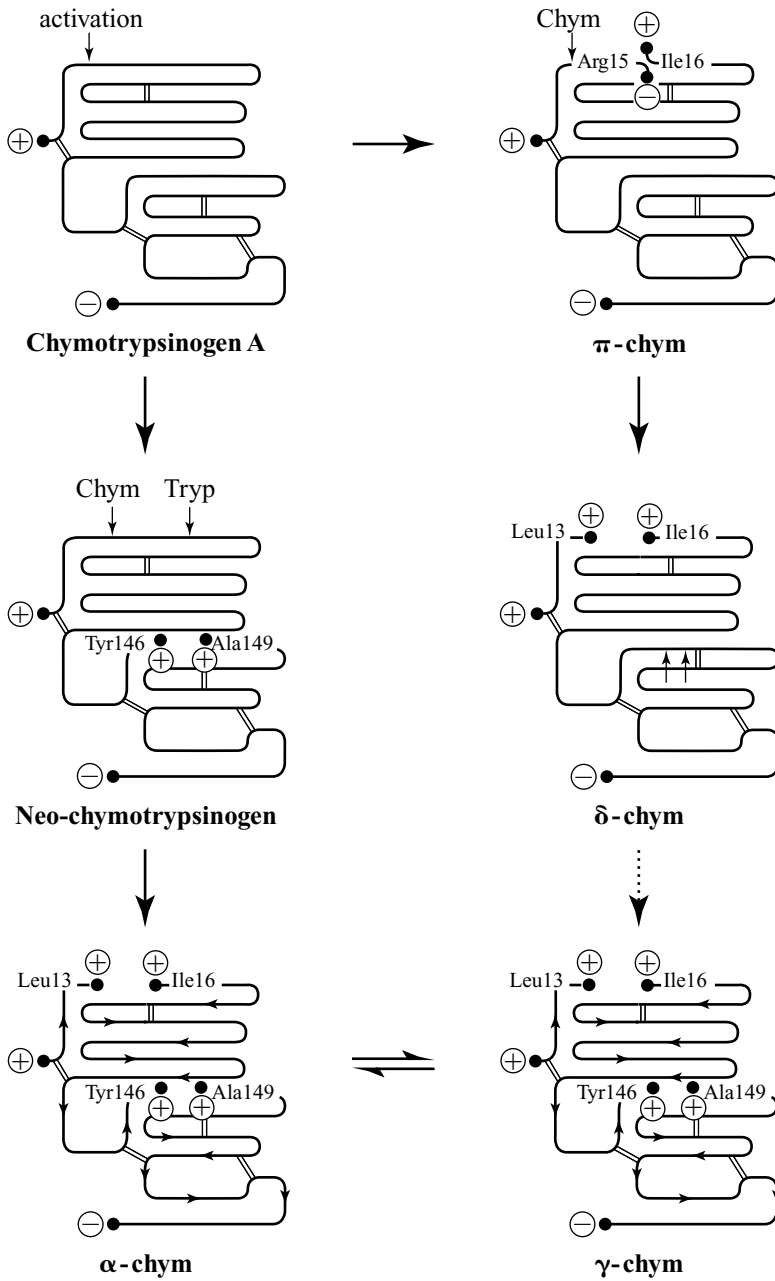 activation
+
−
Chymotrypsinogen A
Chym
+
Arg15 Ile16
−
+
−
π-chym
Chym Tryp
+
Tyr146 Ala149
+ +
−
Neo-chymotrypsinogen
+ +
Leu13 Ile16
+
−
δ-chym
+ +
Leu13 Ile16
+
Tyr146 Ala149
+ +
−
α-chym
+ +
Leu13 Ile16
+
Tyr146 Ala149
+ +
−
γ-chym